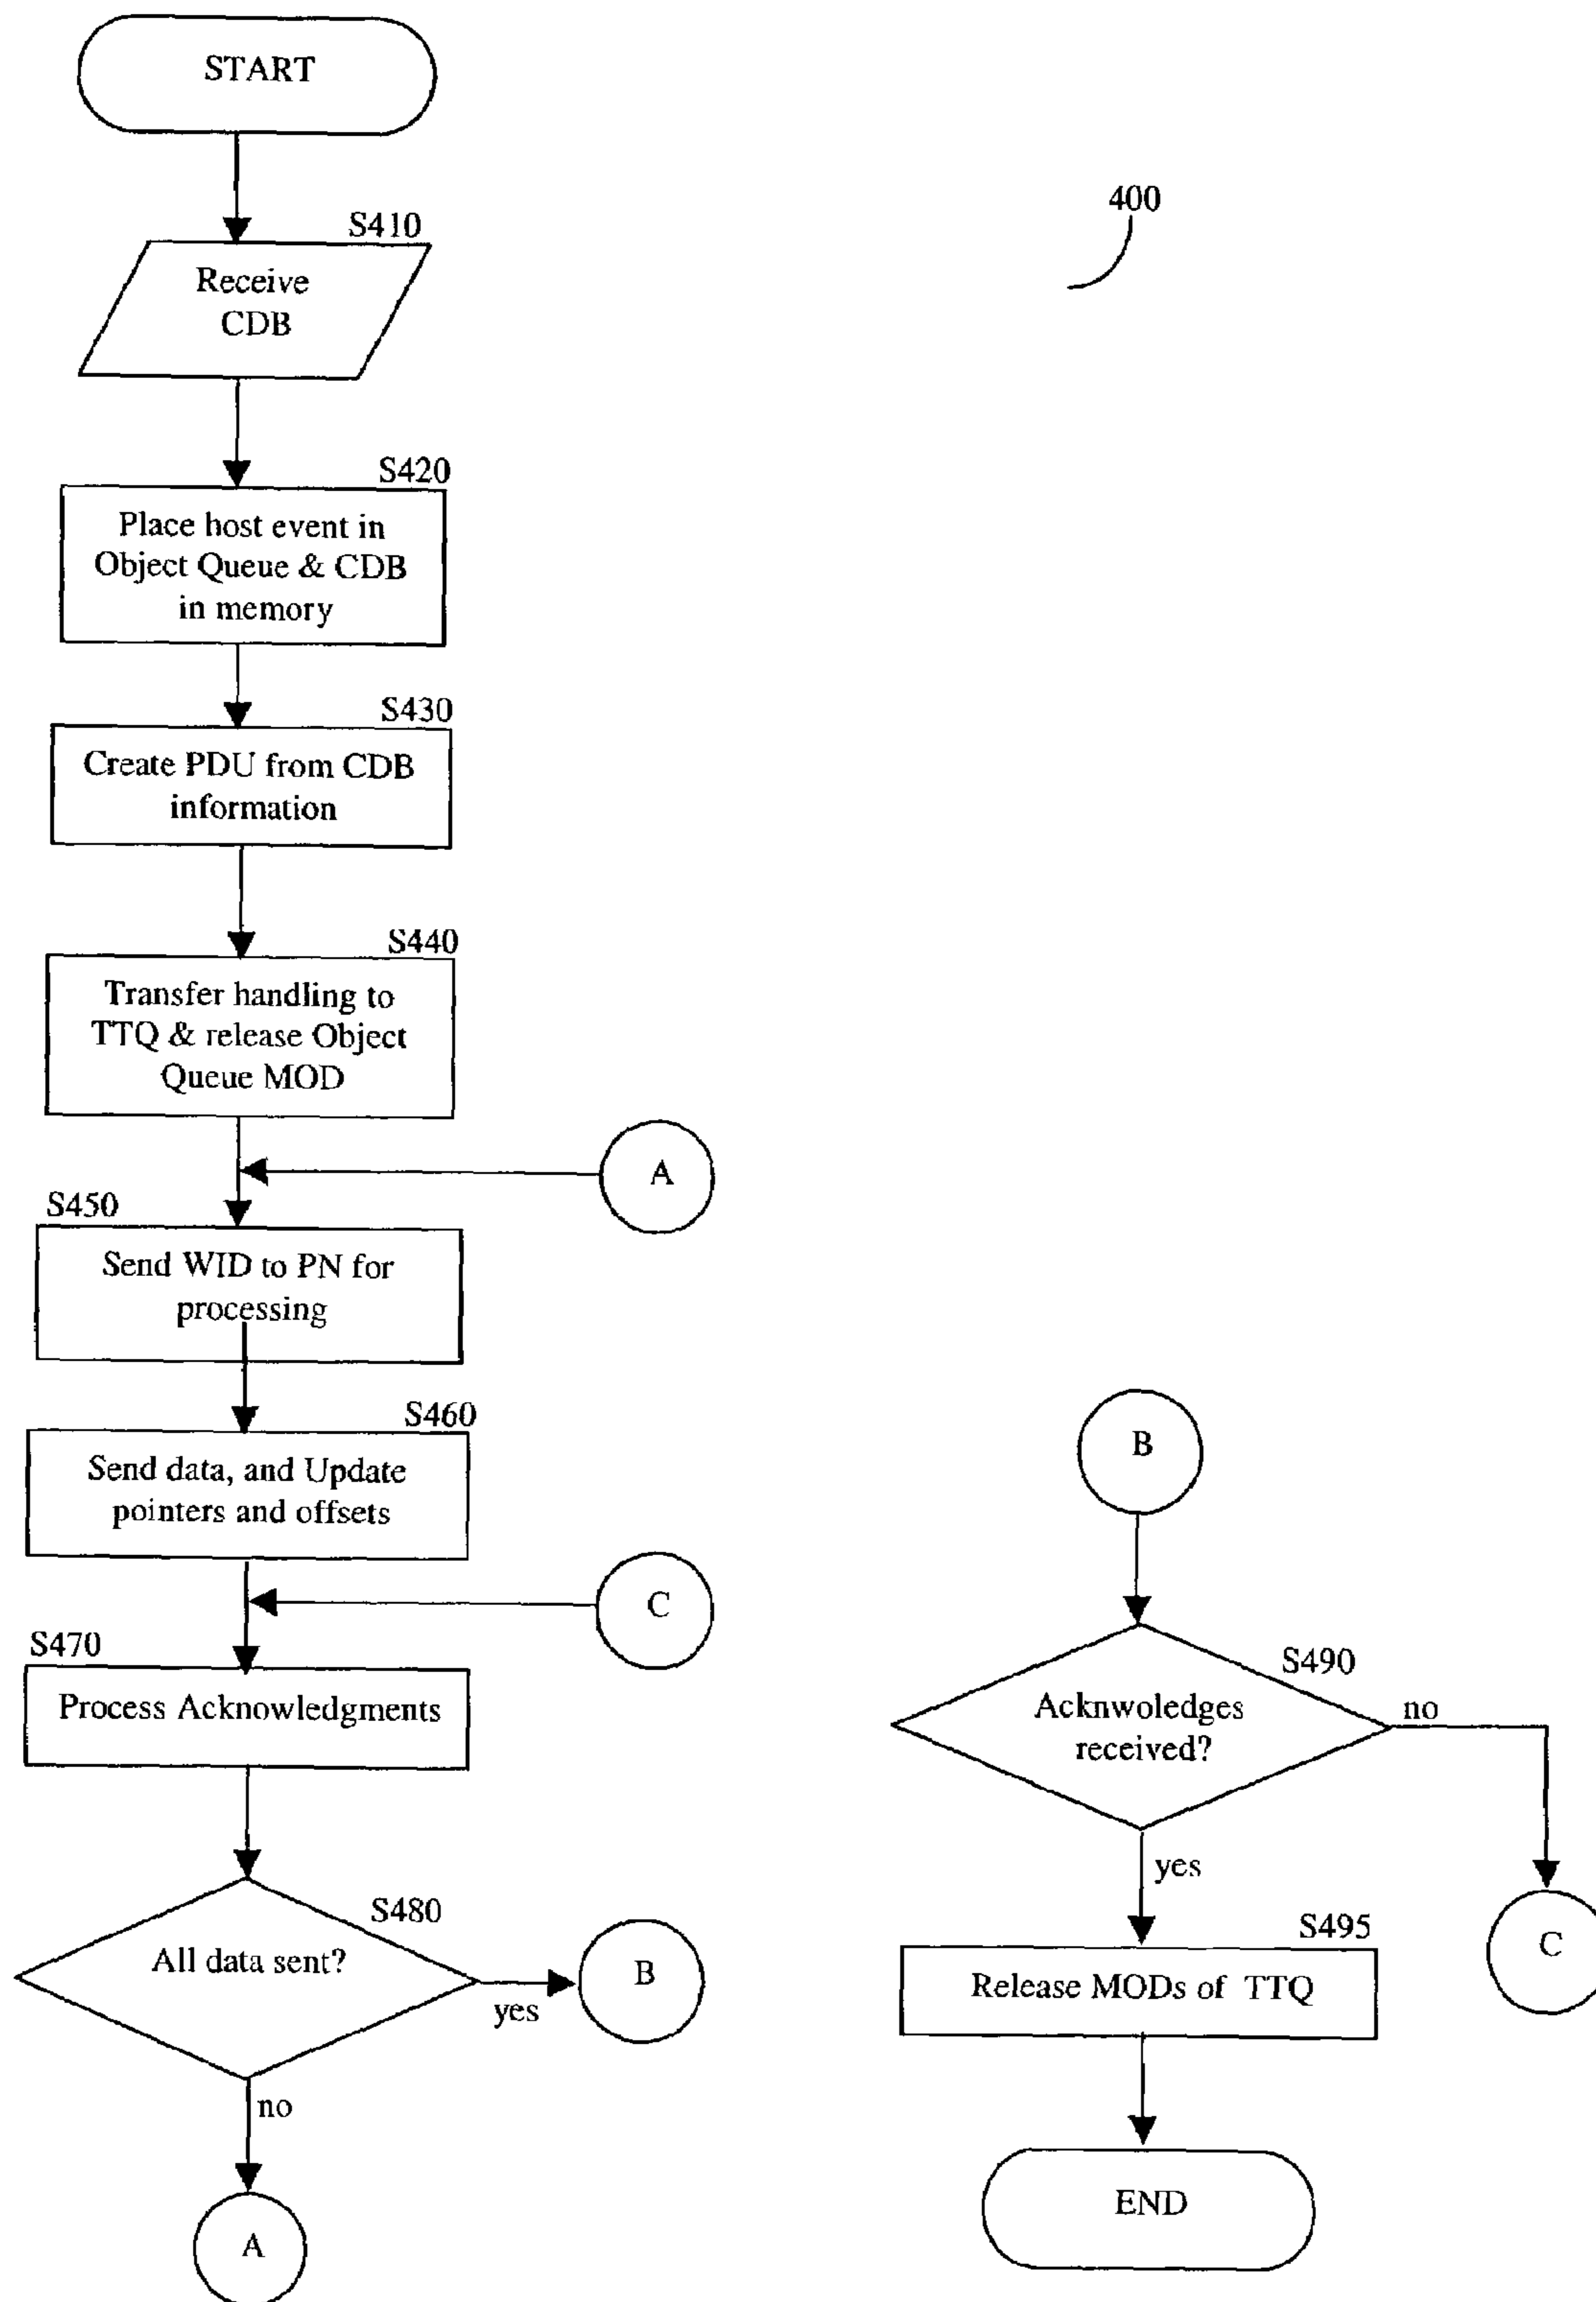 START
400
S410
Receive
CDB
S420
Place host event in
Object Queue & CDB
in memory
S430
Create PDU from CDB
information
S440
Transfer handling to
TTQ & release Object
Queue MOD
A
S450
Send WID to PN for
processing
S460
Send data, and Update
pointers and offsets
C
S470
Process Acknowledgments
S480
All data sent?
yes
B
no
A
B
S490
Acknwoledges
received?
no
yes
C
S495
Release MODs of TTQ
END